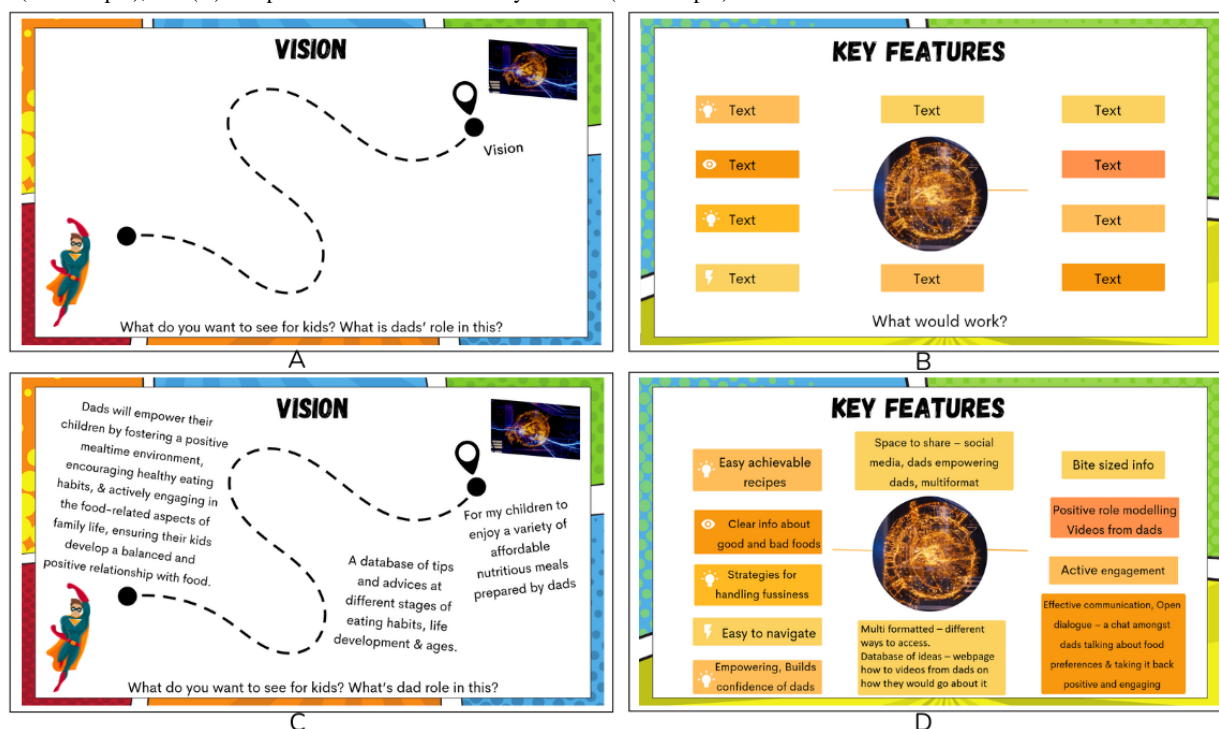 VISION
Vision
What do you want to see for kids? What is dads' role in this?
A
KEY FEATURES
Text
Text
Text
Text
Text
Text
Text
Text
Text
Text
What would work?
B
VISION
Dads will empower their
children by fostering a positive
mealtime environment,
encouraging healthy eating
habits, & actively engaging in
the food-related aspects of
family life, ensuring their kids
develop a balanced and
positive relationship with food.
A database of tips
and advices at
different stages of
eating habits, life
development & ages.
For my children to
enjoy a variety of
affordable
nutritious meals
prepared by dads
What do you want to see for kids? What's dad role in this?
C
KEY FEATURES
Easy achievable
recipes
Clear info about
good and bad foods
Strategies for
handling fussiness
Easy to navigate
Empowering, Builds
confidence of dads
Space to share – social
media, dads empowering
dads, multiformat
Multi formatted – different
ways to access.
Database of ideas – webpage
how to videos from dads on
how they would go about it
Bite sized info
Positive role modelling
Videos from dads
Active engagement
Effective communication, Open
dialogue – a chat amongst
dads talking about food
preferences & taking it back
positive and engaging
D